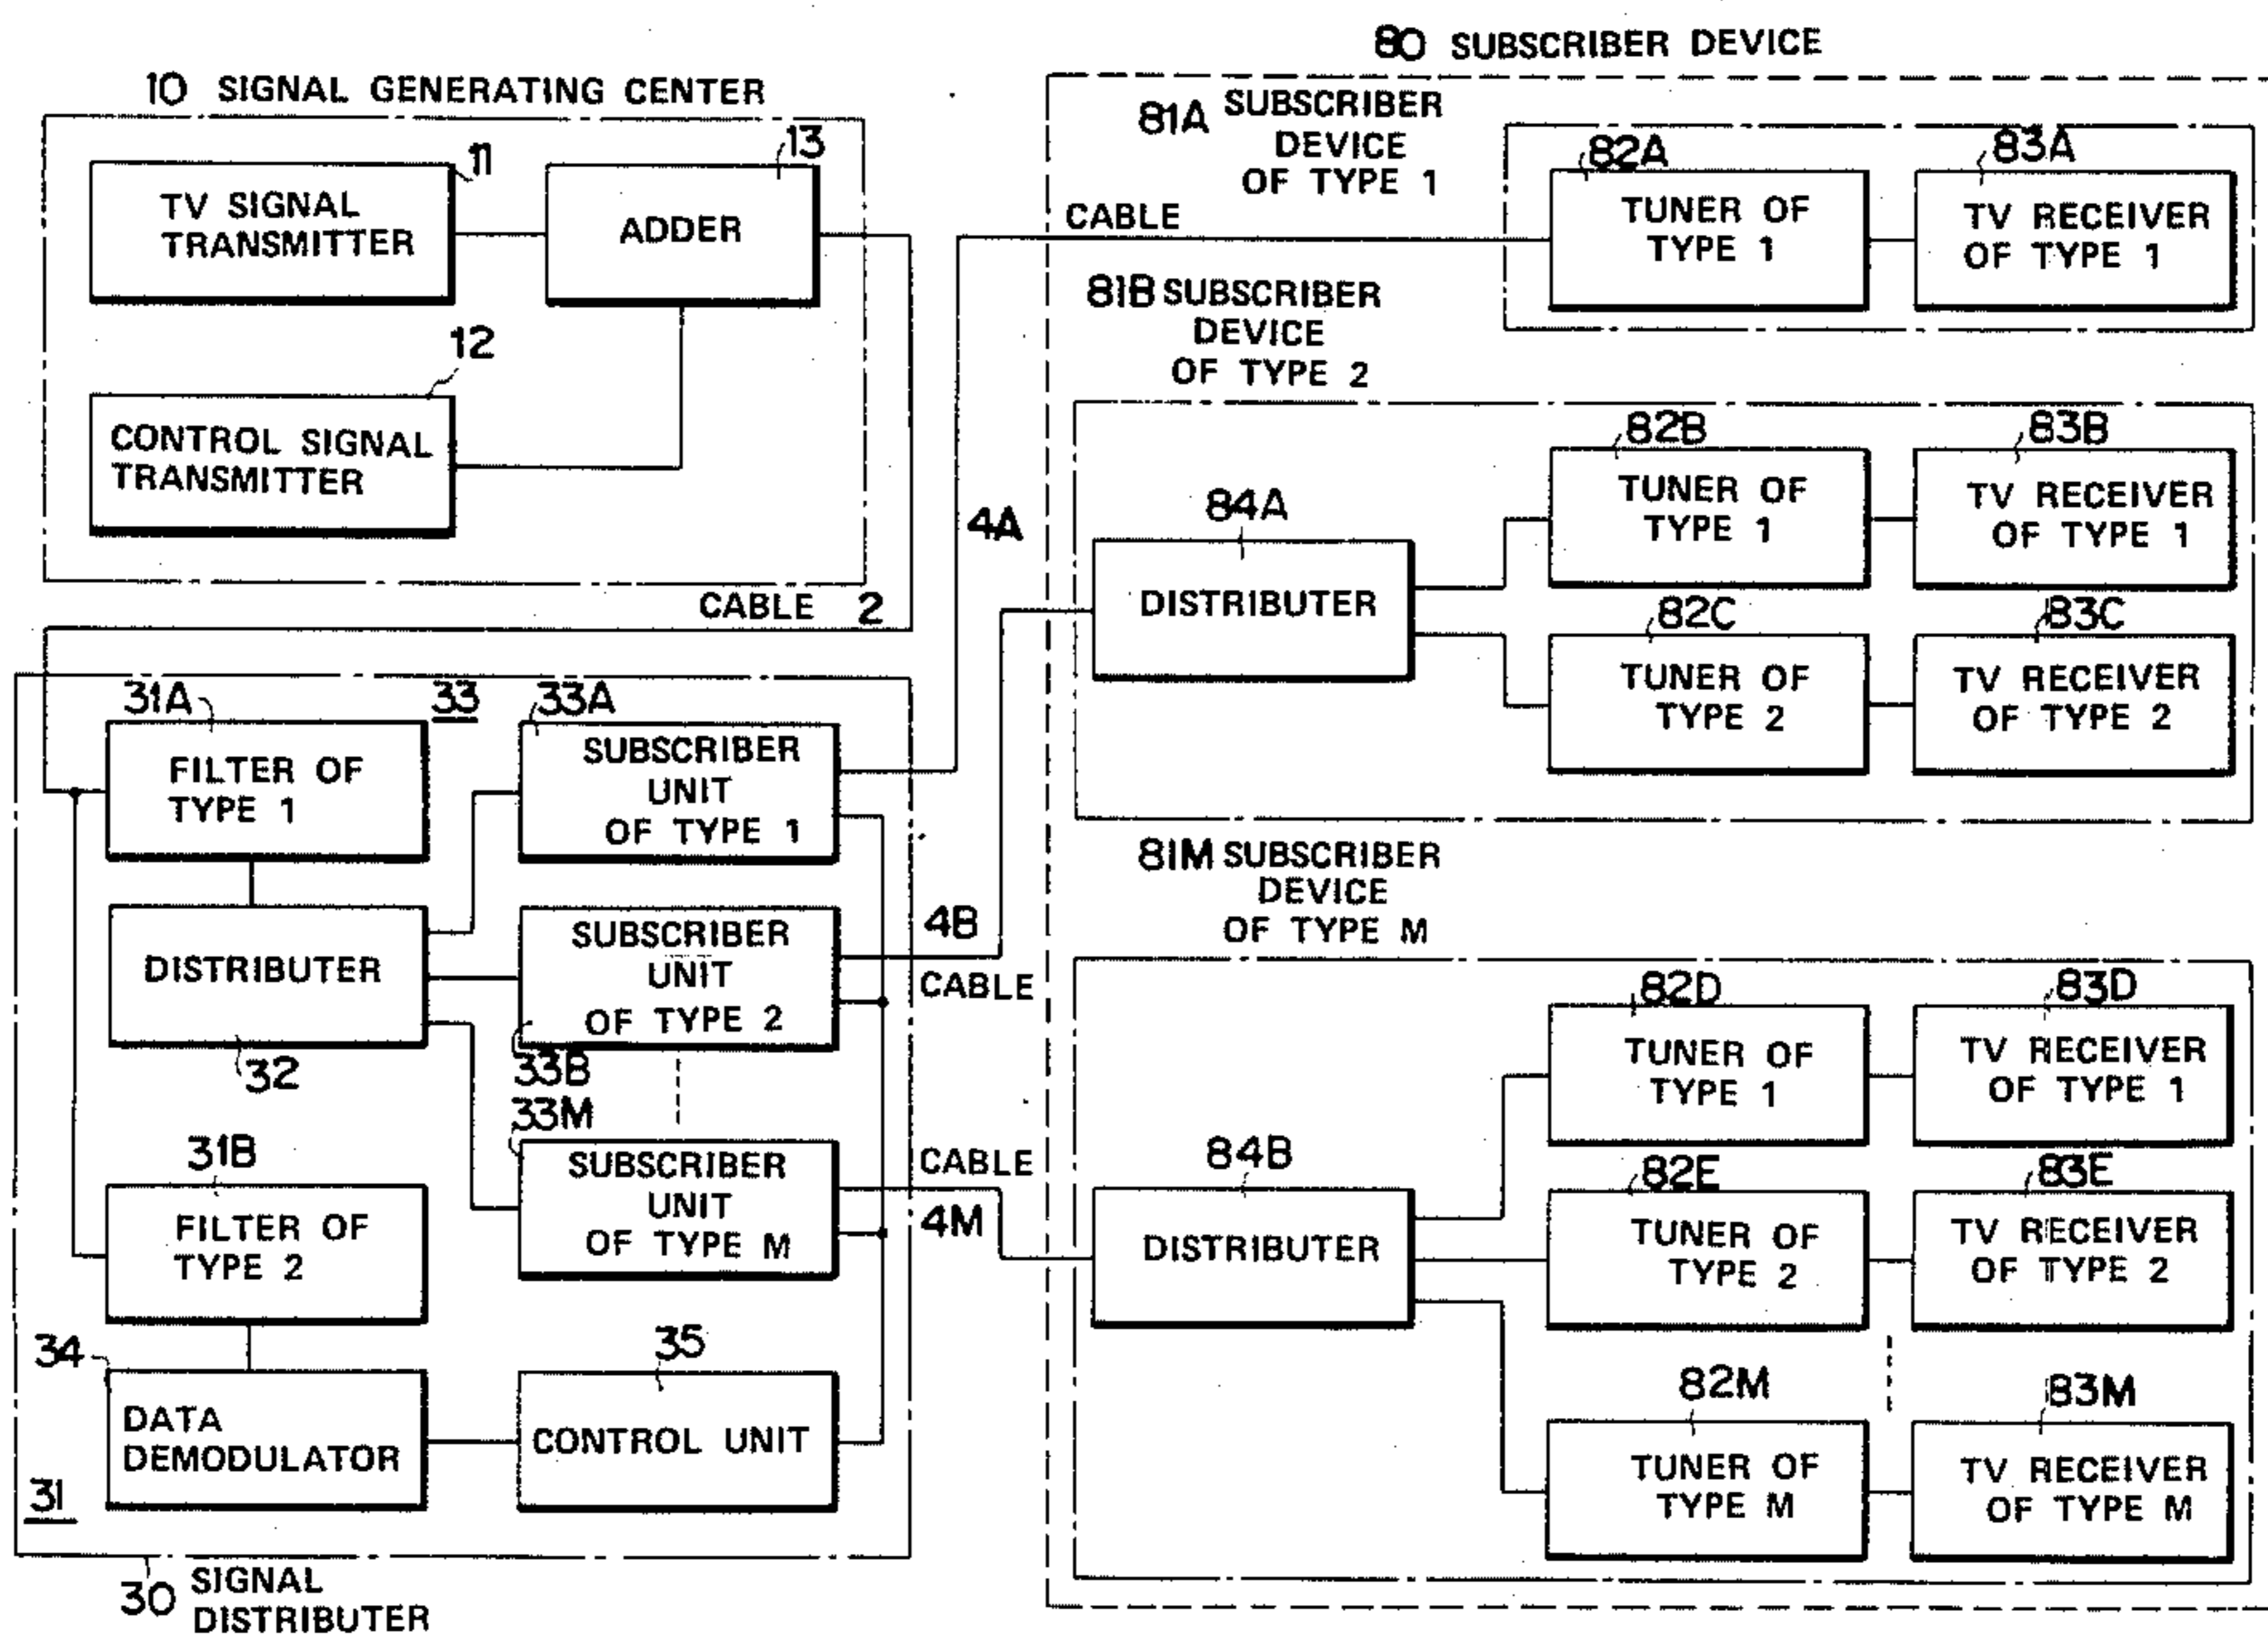 80 SUBSCRIBER DEVICE
10 SIGNAL GENERATING CENTER
11
TV SIGNAL
TRANSMITTER
13
ADDER
12
CONTROL SIGNAL
TRANSMITTER
CABLE 2
81A SUBSCRIBER
DEVICE
OF TYPE 1
CABLE
4A
82A
TUNER OF
TYPE 1
83A
TV RECEIVER
OF TYPE 1
81B SUBSCRIBER
DEVICE
OF TYPE 2
84A
DISTRIBUTER
82B
TUNER OF
TYPE 1
83B
TV RECEIVER
OF TYPE 1
82C
TUNER OF
TYPE 2
83C
TV RECEIVER
OF TYPE 2
31A
FILTER OF
TYPE 1
33
33A
SUBSCRIBER
UNIT
OF TYPE 1
DISTRIBUTER
32
SUBSCRIBER
UNIT
OF TYPE 2
33B
4B
CABLE
33M
SUBSCRIBER
UNIT
OF TYPE M
CABLE
4M
31B
FILTER OF
TYPE 2
34
DATA
DEMODULATOR
35
CONTROL UNIT
31
30 SIGNAL
DISTRIBUTER
81M SUBSCRIBER
DEVICE
OF TYPE M
84B
DISTRIBUTER
82D
TUNER OF
TYPE 1
83D
TV RECEIVER
OF TYPE 1
82E
TUNER OF
TYPE 2
83E
TV RECEIVER
OF TYPE 2
82M
TUNER OF
TYPE M
83M
TV RECEIVER
OF TYPE M